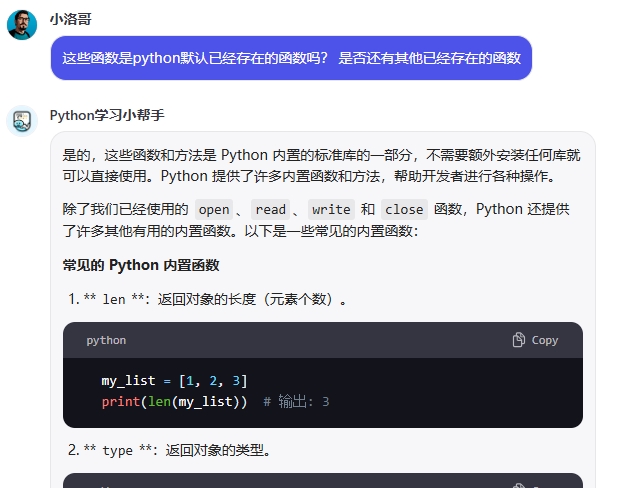 小洛哥
这些函数是python默认已经存在的函数吗？ 是否还有其他已经存在的函数
Python学习小帮手
是的，这些函数和方法是 Python 内置的标准库的一部分，不需要额外安装任何库就
可以直接使用。Python 提供了许多内置函数和方法，帮助开发者进行各种操作。
除了我们已经使用的 open 、 read 、 write 和 close 函数，Python 还提供
了许多其他有用的内置函数。以下是一些常见的内置函数：
常见的 Python 内置函数
1. ** len **：返回对象的长度（元素个数）。
python Copy
my_list = [1, 2, 3]
print(len(my_list))  # 输出: 3
2. ** type **：返回对象的类型。